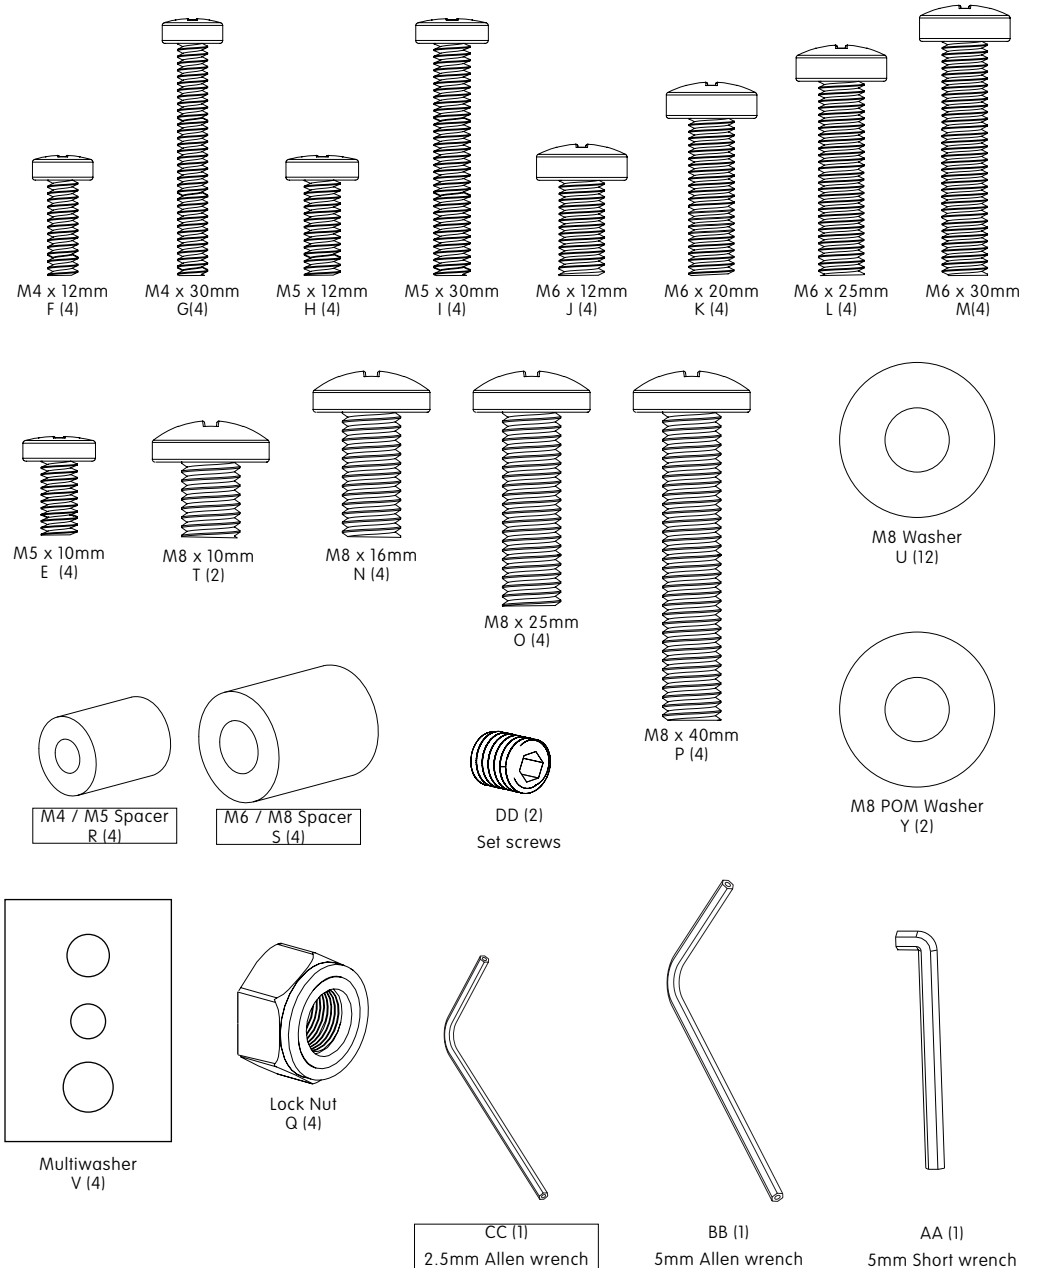 M4 x 12mm
F (4)
M4 x 30mm
G(4)
M5 x 12mm
H (4)
M5 x 30mm
I (4)
M6 x 12mm
J (4)
M6 x 20mm
K (4)
M6 x 25mm
L (4)
M6 x 30mm
M(4)
M5 x 10mm
E (4)
M8 x 10mm
T (2)
M8 x 16mm
N (4)
M8 x 25mm
O (4)
M8 x 40mm
P (4)
M8 Washer
U (12)
M4 / M5 Spacer
R (4)
M6 / M8 Spacer
S (4)
DD (2)
Set screws
M8 POM Washer
Y (2)
Multiwasher
V (4)
Lock Nut
Q (4)
CC (1)
2.5mm Allen wrench
BB (1)
5mm Allen wrench
AA (1)
5mm Short wrench